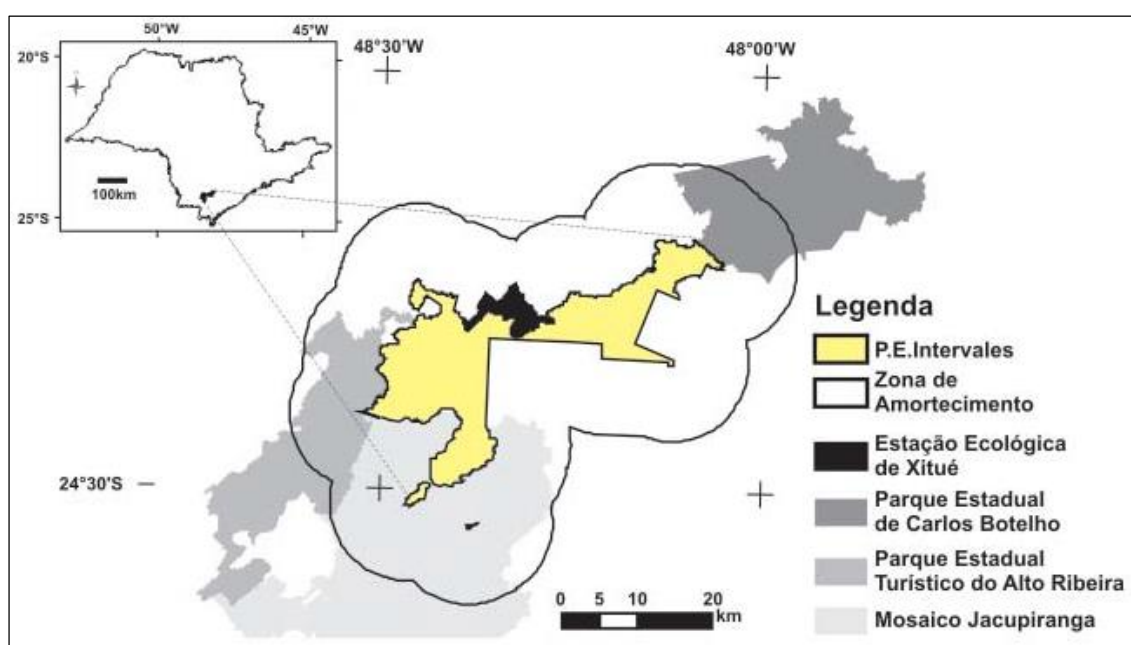 50°W 45°W
20°S
48°30'W 48°00'W
100km
25°S
Legenda
P.E.Intervales
Zona de
Amortecimento
Estação Ecológica
de Xitué
24°30'S
Parque Estadual
de Carlos Botelho
Parque Estadual
Turístico do Alto Ribeira
0 5 10 20
km
Mosaico Jacupiranga